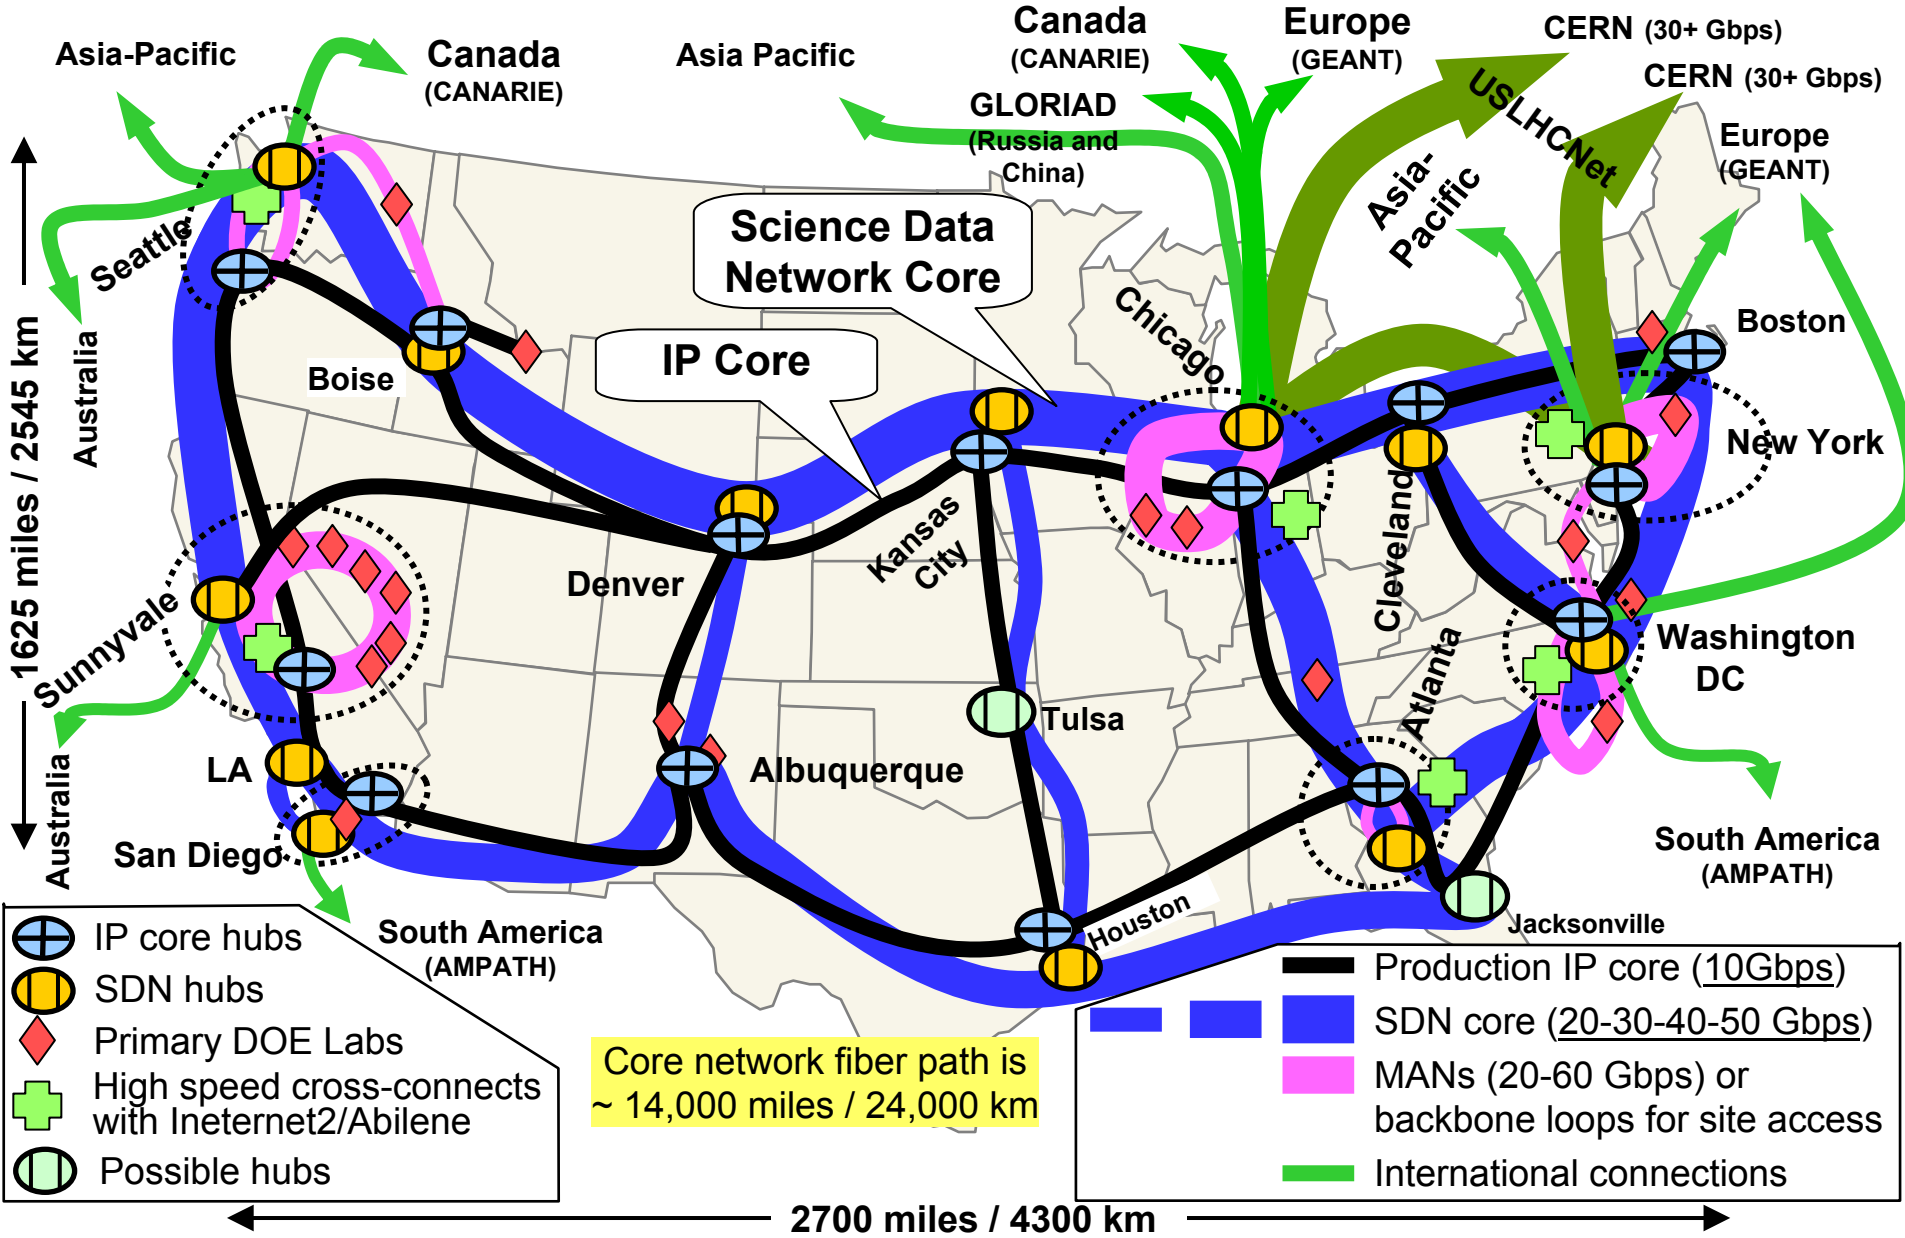 Asia-Pacific
Canada
(CANARIE)
Asia Pacific
Canada
(CANARIE)
Europe
(GEANT)
CERN (30+ Gbps)
CERN (30+ Gbps)
GLORIAD
(Russia and
China)
USLHCNet
Asia-
Pacific
Europe
(GEANT)
Seattle
Science Data
Network Core
IP Core
Chicago
Boston
Boise
Australia
1625 miles / 2545 km
New York
Kansas
City
Cleveland
Denver
Sunnyvale
Washington
DC
Atlanta
Tulsa
LA
Albuquerque
Australia
San Diego
South America
(AMPATH)
South America
(AMPATH)
Houston
Jacksonville
IP core hubs
SDN hubs
Primary DOE Labs
High speed cross-connects
with Ineternet2/Abilene
Possible hubs
Core network fiber path is
~ 14,000 miles / 24,000 km
Production IP core (10Gbps)
SDN core (20-30-40-50 Gbps)
MANs (20-60 Gbps) or
backbone loops for site access
International connections
2700 miles / 4300 km